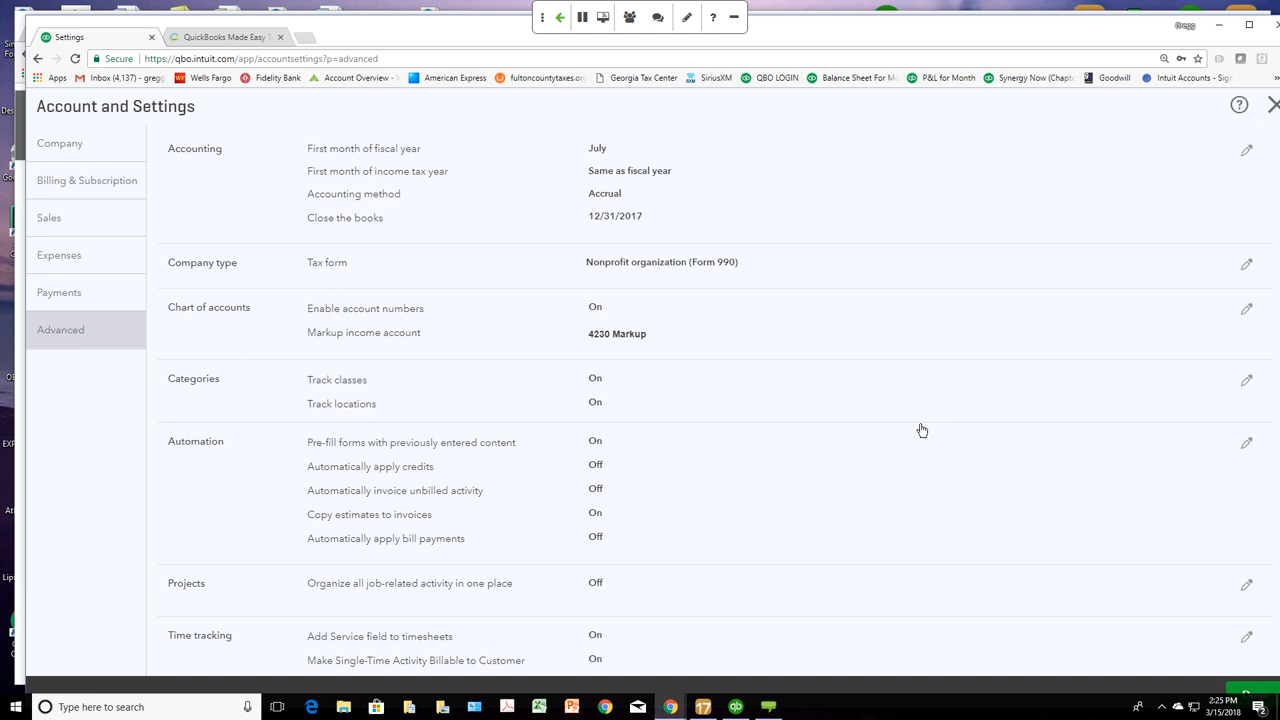 Gregg
Settings
QuickBooks Made Easy T
Secure https://qbo.intuit.com/app/accountsettings?p=advanced
Apps Inbox (4,137) - gregg Wells Fargo Fidelity Bank Account Overview - American Express fultoncountytaxes.org Georgia Tax Center SiriusXM QBO LOGIN Balance Sheet For M P&L for Month Synergy Now (Chapt Goodwill Intuit Accounts - Sign
Account and Settings
Company
Billing & Subscription
Sales
Expenses
Payments
Advanced
Accounting First month of fiscal year July
First month of income tax year Same as fiscal year
Accounting method Accrual
Close the books 12/31/2017
Company type Tax form Nonprofit organization (Form 990)
Chart of accounts Enable account numbers On
Markup income account 4230 Markup
Categories Track classes On
Track locations On
Automation Pre-fill forms with previously entered content On
Automatically apply credits Off
Automatically invoice unbilled activity Off
Copy estimates to invoices On
Automatically apply bill payments Off
Projects Organize all job-related activity in one place Off
Time tracking Add Service field to timesheets On
Make Single-Time Activity Billable to Customer On
Type here to search
17
2:25 PM
3/15/2018
2